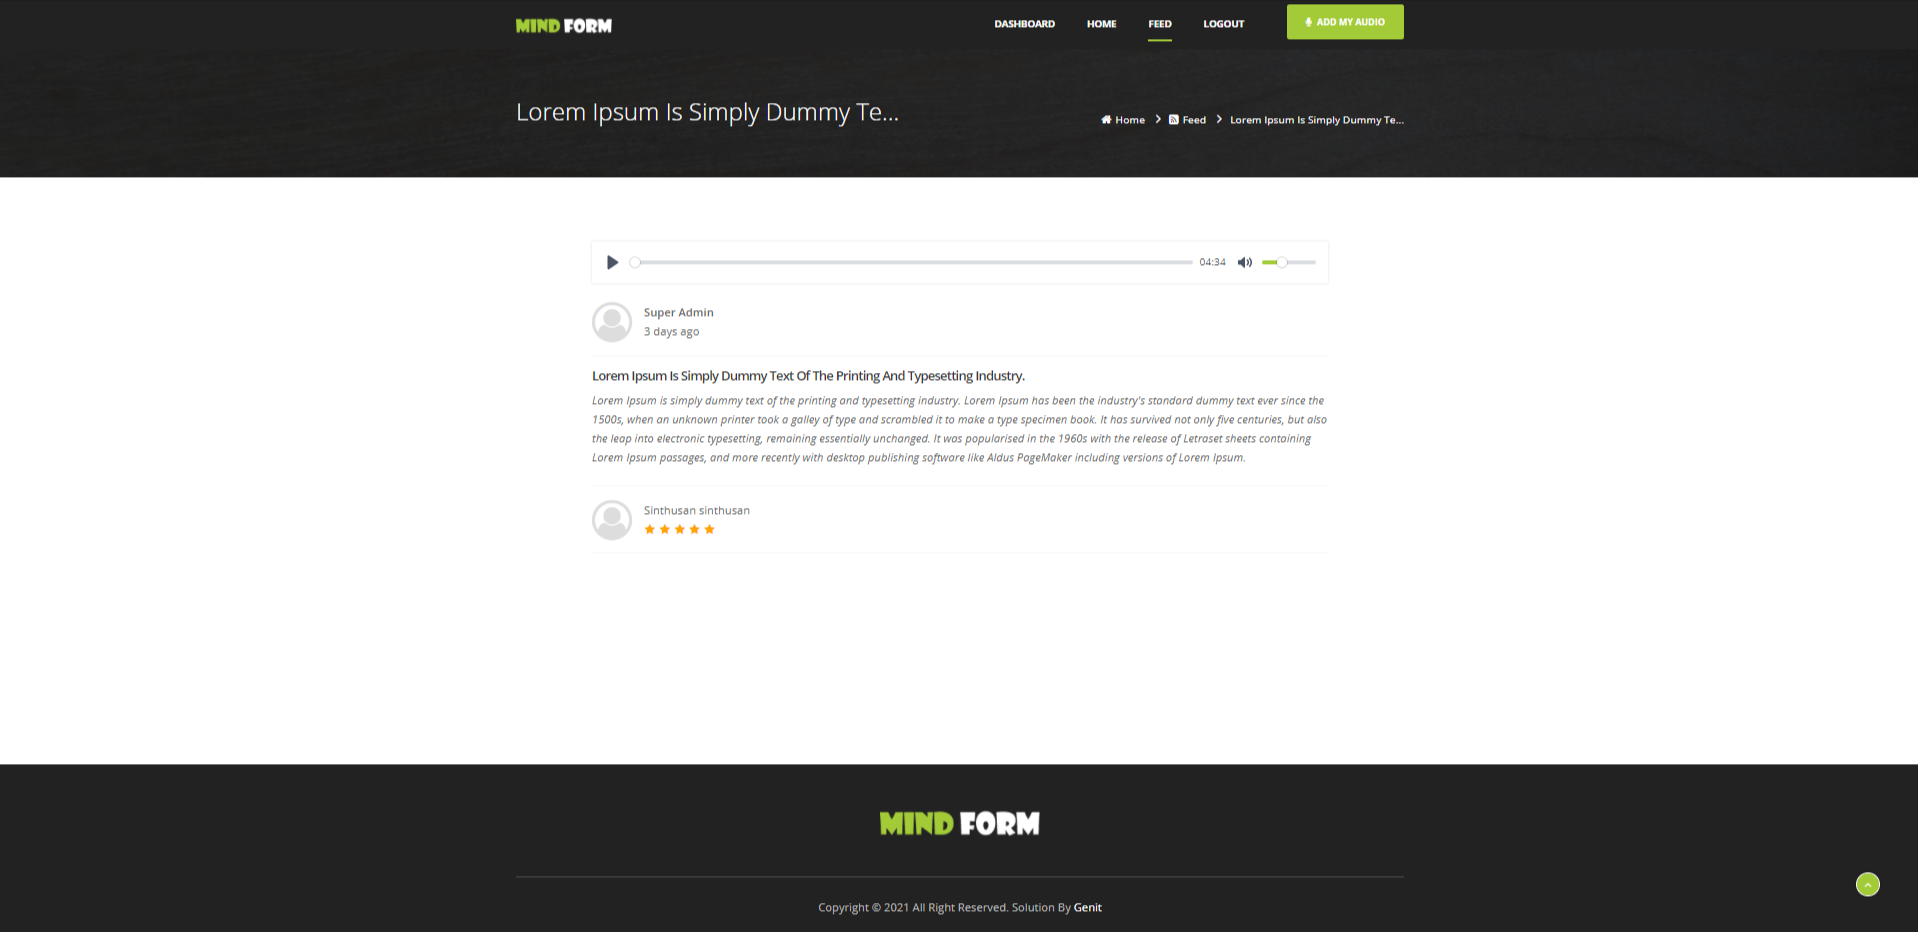 MIND FORM
DASHBOARD HOME FEED LOGOUT ADD MY AUDIO
Lorem Ipsum Is Simply Dummy Te...
Home Feed Lorem Ipsum Is Simply Dummy Te...
04:34
Super Admin
3 days ago
Lorem Ipsum Is Simply Dummy Text Of The Printing And Typesetting Industry.
Lorem Ipsum is simply dummy text of the printing and typesetting industry. Lorem Ipsum has been the industry's standard dummy text ever since the
1500s, when an unknown printer took a galley of type and scrambled it to make a type specimen book. It has survived not only five centuries, but also
the leap into electronic typesetting, remaining essentially unchanged. It was popularised in the 1960s with the release of Letraset sheets containing
Lorem Ipsum passages, and more recently with desktop publishing software like Aldus PageMaker including versions of Lorem Ipsum.
Sinthusan sinthusan
MIND FORM
Copyright © 2021 All Right Reserved. Solution By Genit